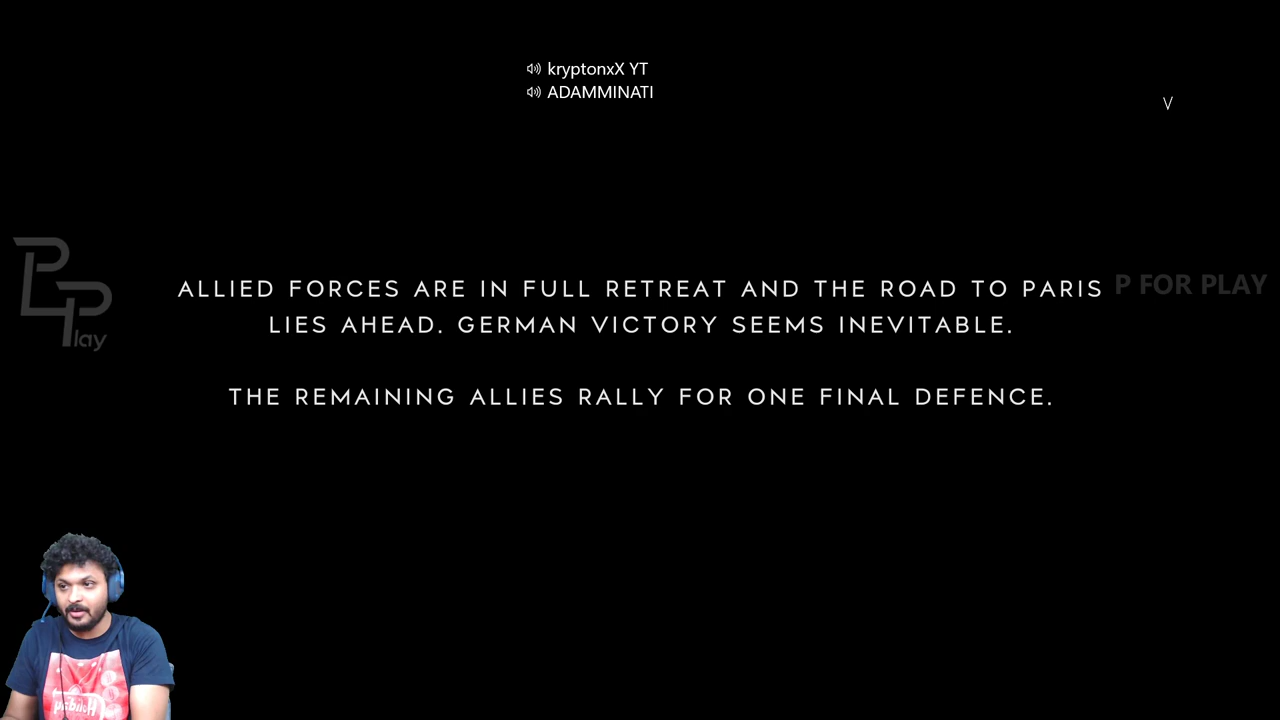 kryptonxX YT
ADAMMINATI
V
ALLIED FORCES ARE IN FULL RETREAT AND THE ROAD TO PARIS
LIES AHEAD. GERMAN VICTORY SEEMS INEVITABLE.
THE REMAINING ALLIES RALLY FOR ONE FINAL DEFENCE.
P FOR PLAY
PPlay